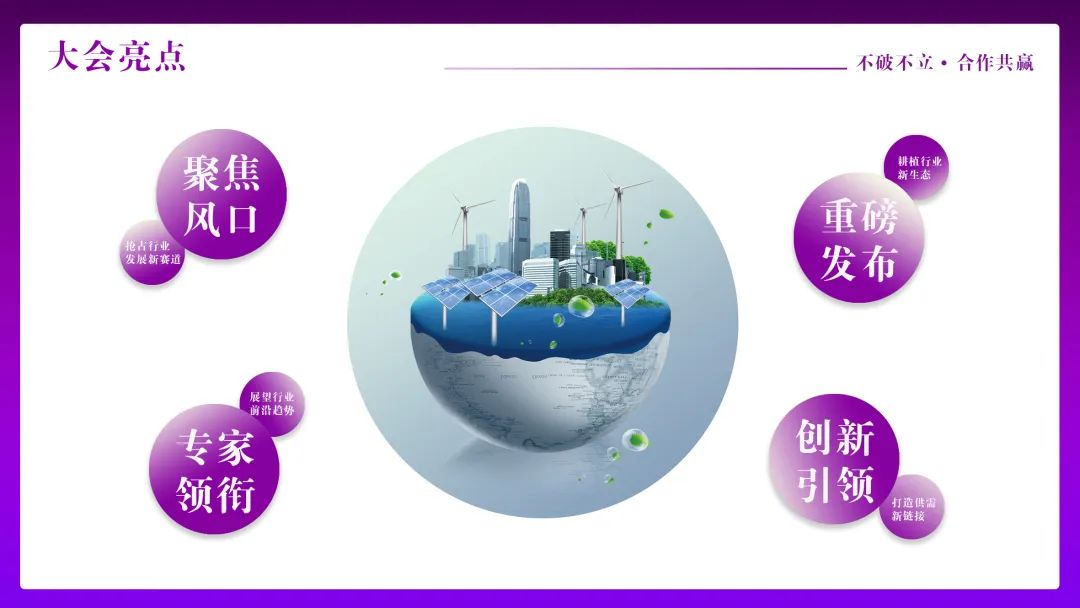 大会亮点
不破不立·合作共赢
聚焦
风口
抢占行业
发展新赛道
耕植行业
新生态
重磅
发布
展望行业
前沿趋势
专家
领衔
创新
引领
打造供需
新链接